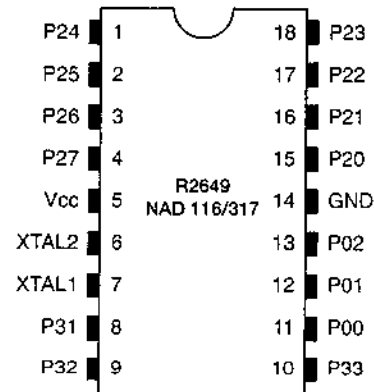 P24 1 18 P23
P25 2 17 P22
P26 3 16 P21
P27 4 15 P20
R2649
Vcc 5 14 GND
NAD 116/317
XTAL2 6 13 P02
XTAL1 7 12 P01
P31 8 11 P00
P32 9 10 P33